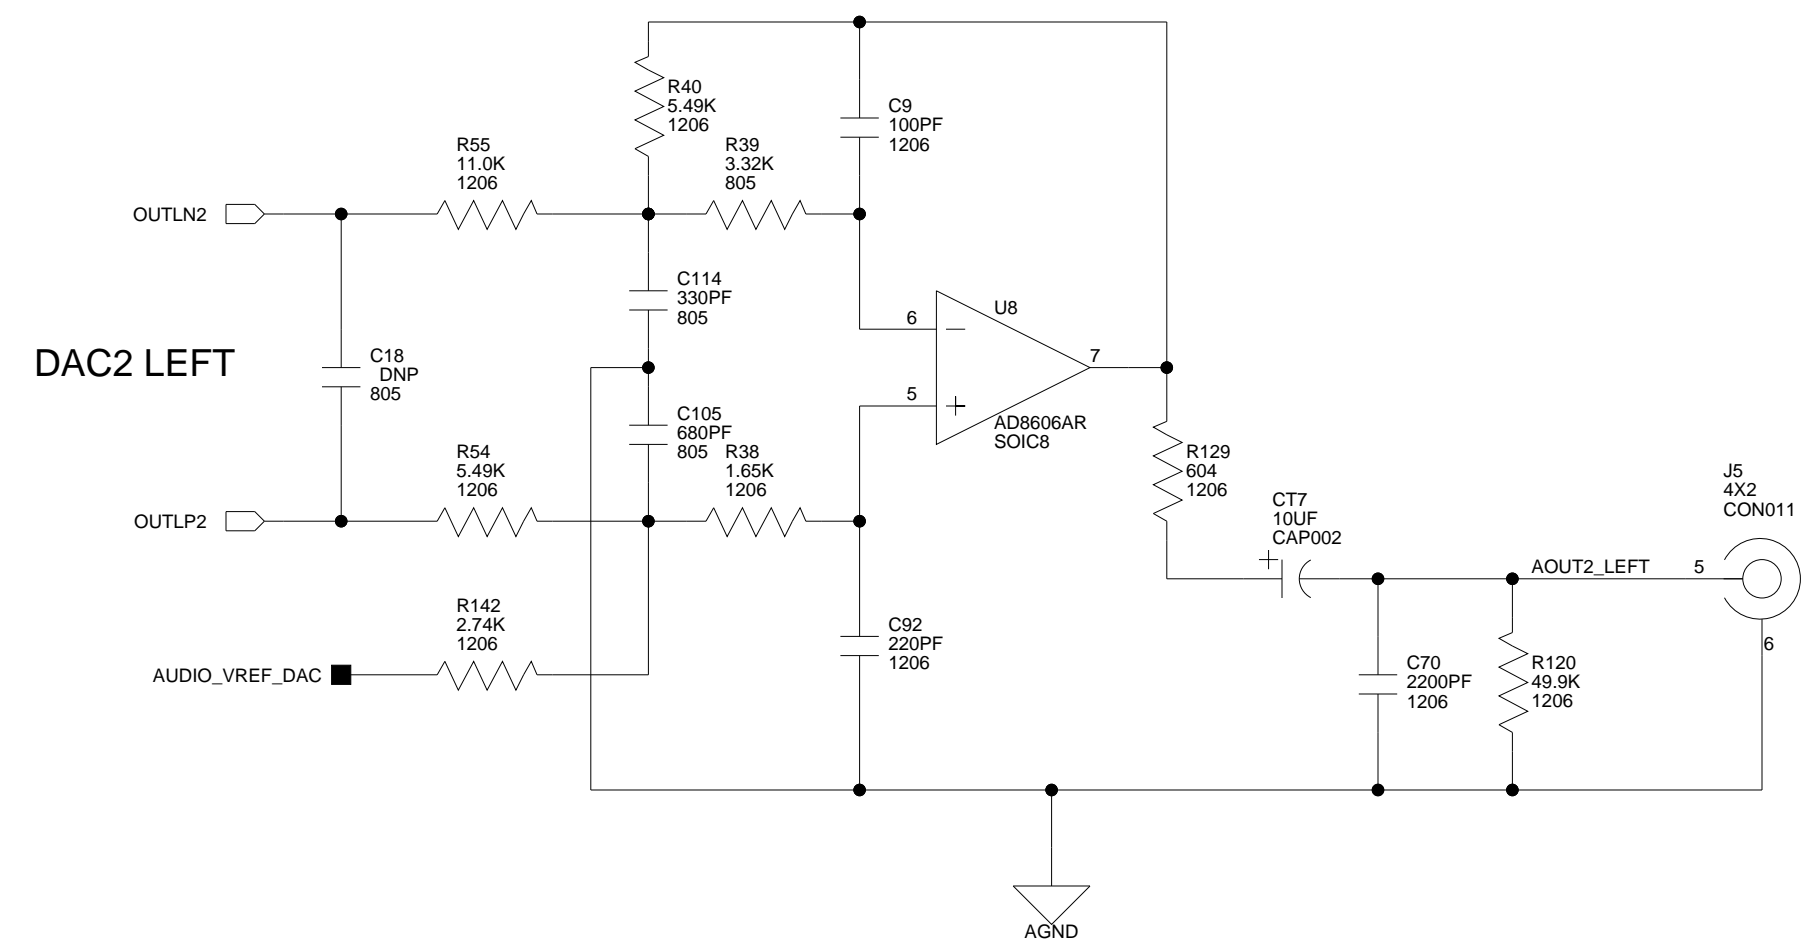 R40
5.49K
1206
C9
100PF
1206
R55
11.0K
1206
R39
3.32K
805
OUTLN2
C114
330PF
805
U8
6
7
DAC2 LEFT
C18
DNP
805
5
C105
680PF
805
AD8606AR
SOIC8
R54
5.49K
1206
R38
1.65K
1206
R129
604
1206
J5
4X2
CON011
OUTLP2
CT7
10UF
CAP002
AOUT2_LEFT
5
R142
2.74K
1206
C92
220PF
1206
6
AUDIO_VREF_DAC
C70
2200PF
1206
R120
49.9K
1206
AGND